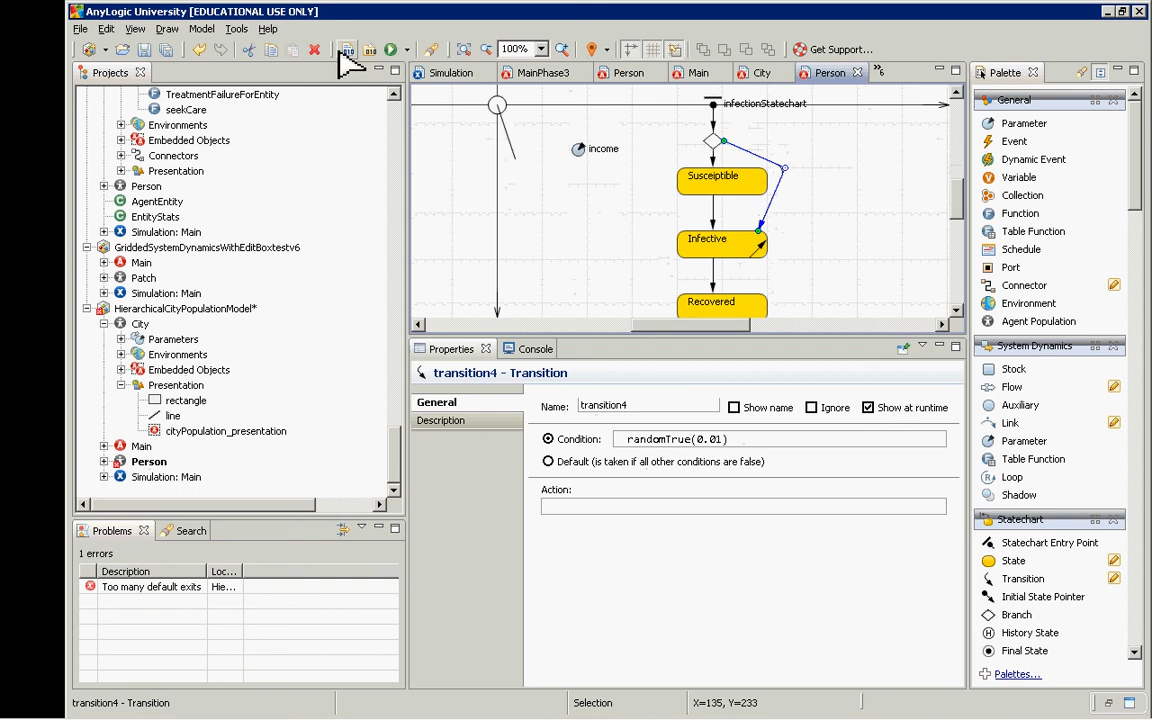 AnyLogic University [EDUCATIONAL USE ONLY]
File Edit View Draw Model Tools Help
100% Get Support...
Projects
TreatmentFailureForEntity
seekCare
Environments
Embedded Objects
Connectors
Presentation
Person
AgentEntity
EntityStats
Simulation: Main
GriddedSystemDynamicsWithEditBoxtestv6
Main
Patch
Simulation: Main
HierarchicalCityPopulationModel*
City
Parameters
Environments
Embedded Objects
Presentation
rectangle
line
cityPopulation_presentation
Main
Person
Simulation: Main
Problems Search
1 errors
Description Loc...
Too many default exits Hie...
Simulation MainPhase3 Person Main City Person 6
infectionStatechart
income
Susceiptible
Infective
Recovered
Properties Console
transition4 - Transition
General
Description
Name: transition4 Show name Ignore Show at runtime
Condition: randomTrue(0.01)
Default (is taken if all other conditions are false)
Action:
Palette
General
Parameter
Event
Dynamic Event
Variable
Collection
Function
Table Function
Schedule
Port
Connector
Environment
Agent Population
System Dynamics
Stock
Flow
Auxiliary
Link
Parameter
Table Function
Loop
Shadow
Statechart
Statechart Entry Point
State
Transition
Initial State Pointer
Branch
History State
Final State
Palettes...
transition4 - Transition Selection X=135, Y=233